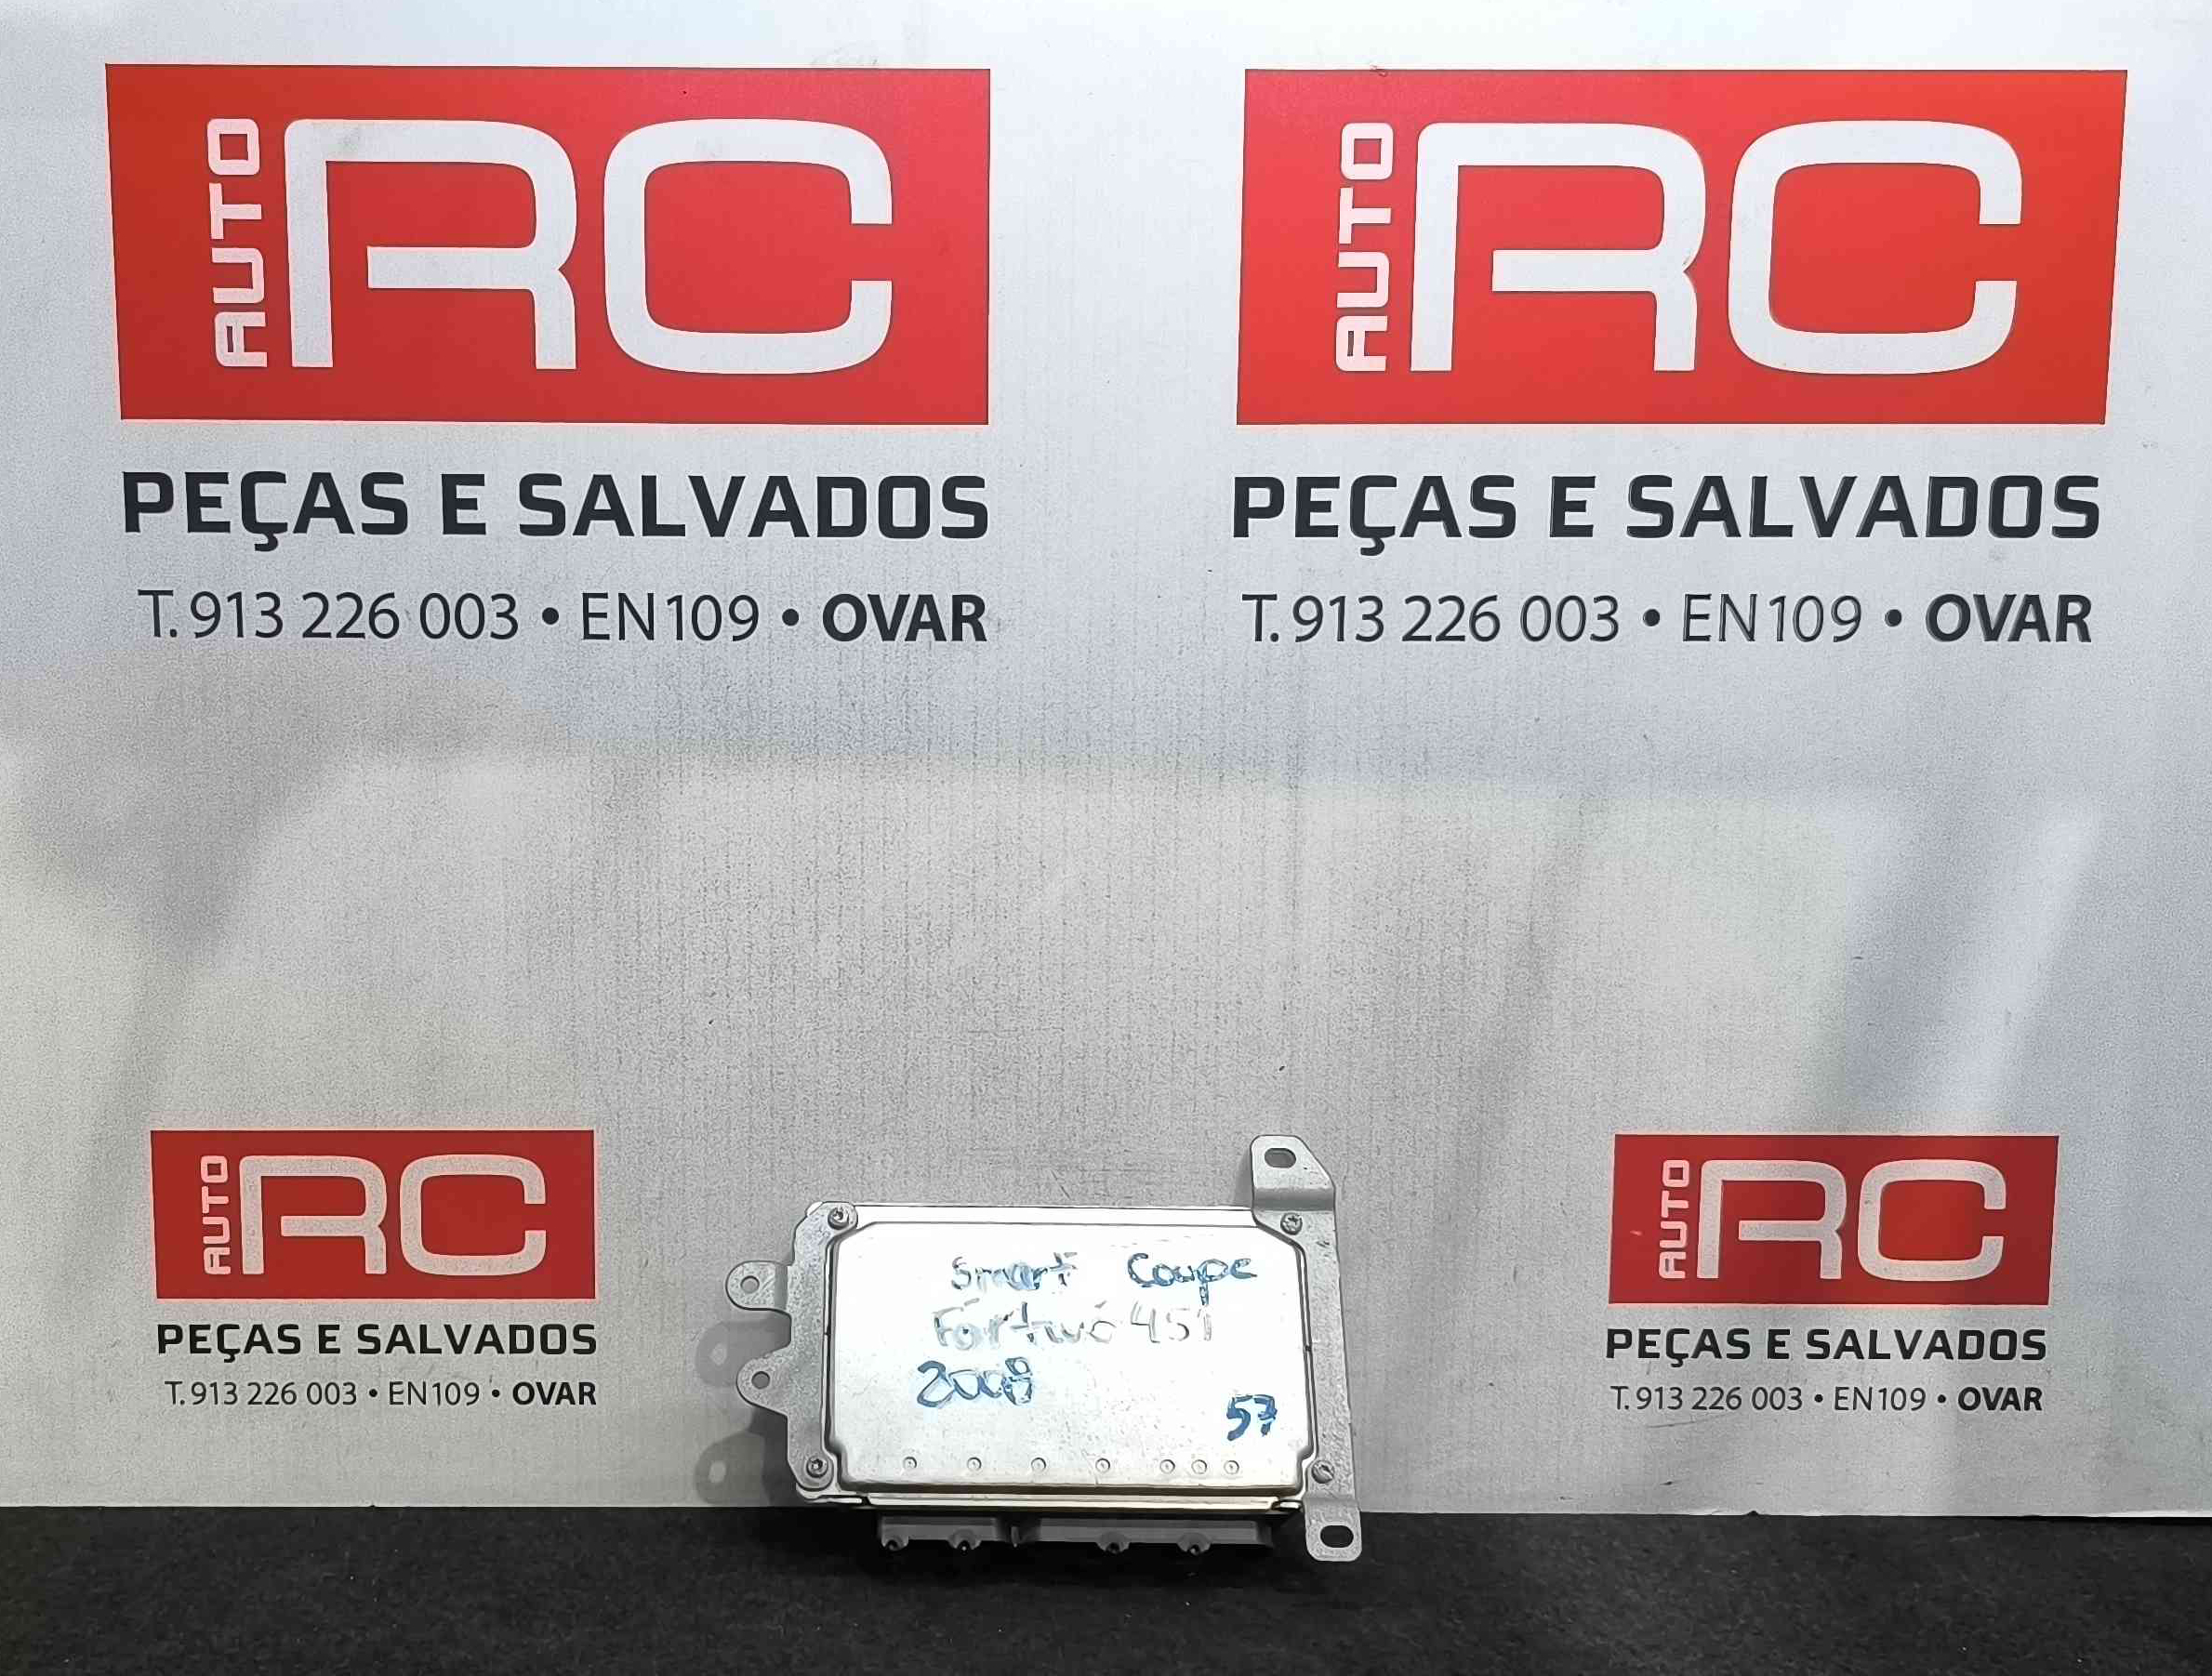 AUTO RC
PEÇAS E SALVADOS
T. 913 226 003 • EN109 • OVAR
AUTO RC
PEÇAS E SALVADOS
T. 913 226 003 • EN109 • OVAR
AUTO RC
PEÇAS E SALVADOS
T. 913 226 003 • EN109 • OVAR
Smart Coupe
Fortwo 451
2008
57
AUTO RC
PEÇAS E SALVADOS
T. 913 226 003 • EN109 • OVAR